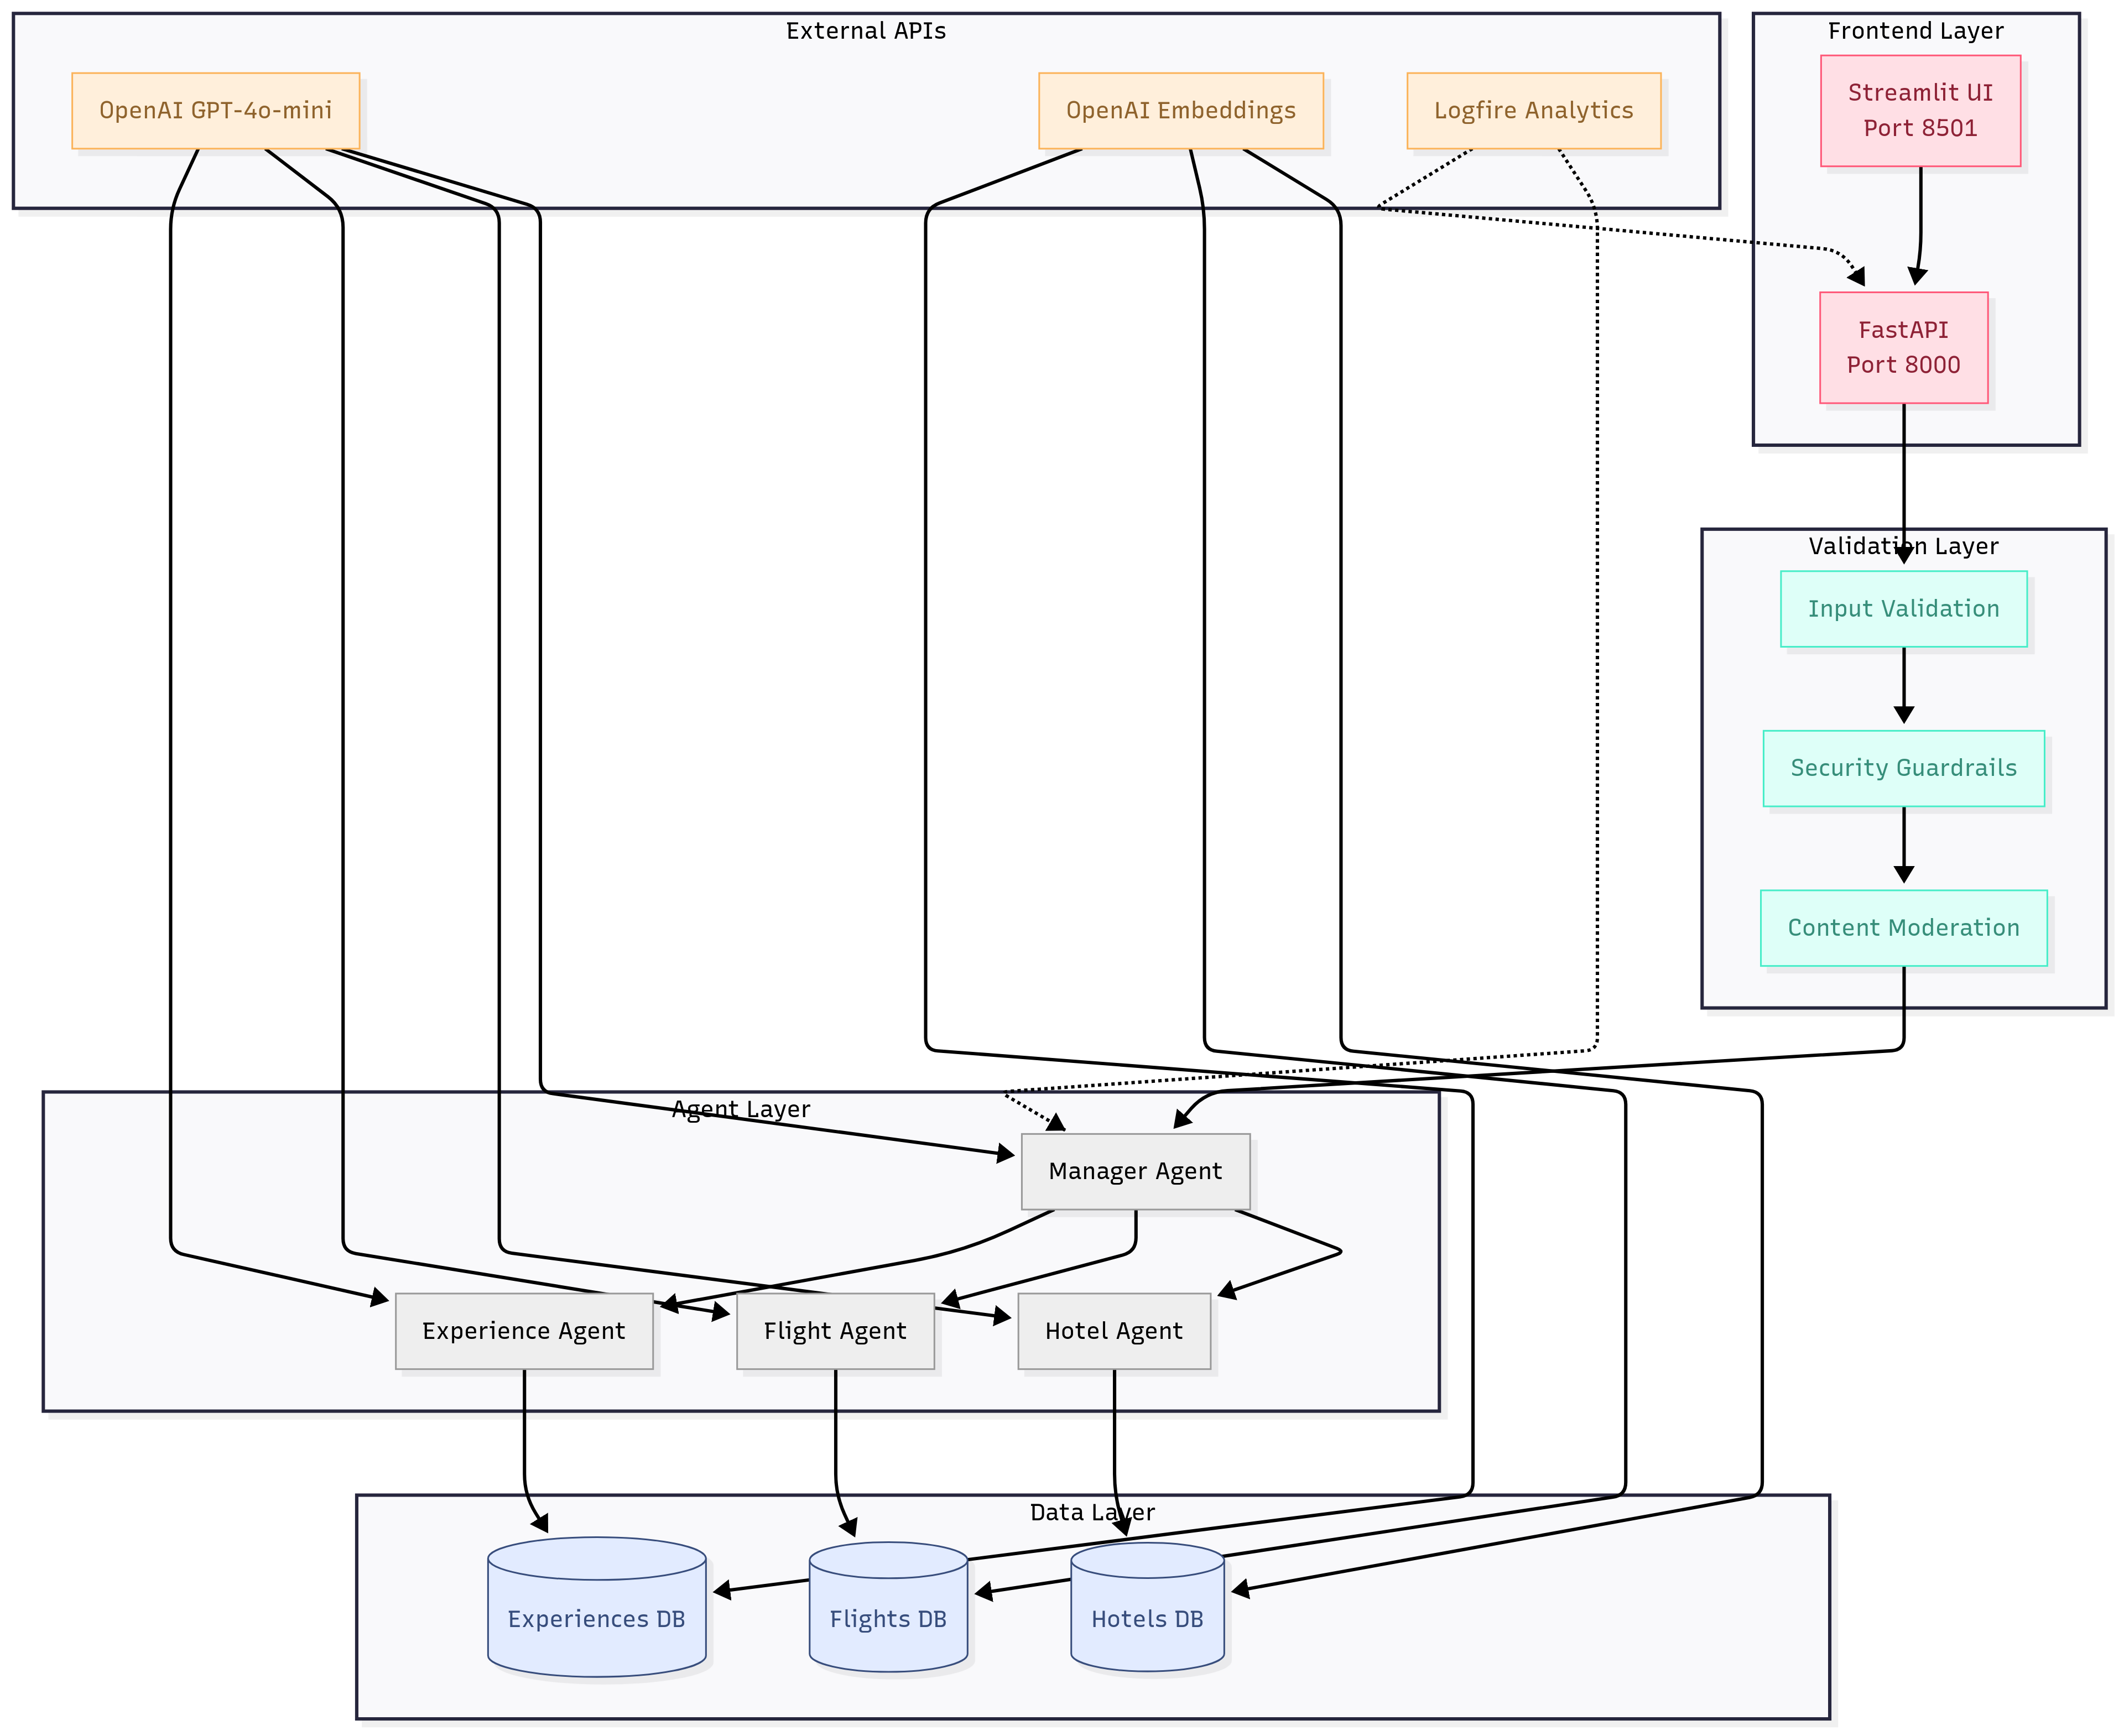 External APIs
OpenAI GPT-4o-mini
OpenAI Embeddings
Logfire Analytics
Frontend Layer
Streamlit UI
Port 8501
FastAPI
Port 8000
Validation Layer
Input Validation
Security Guardrails
Content Moderation
Agent Layer
Manager Agent
Experience Agent
Flight Agent
Hotel Agent
Data Layer
Experiences DB
Flights DB
Hotels DB